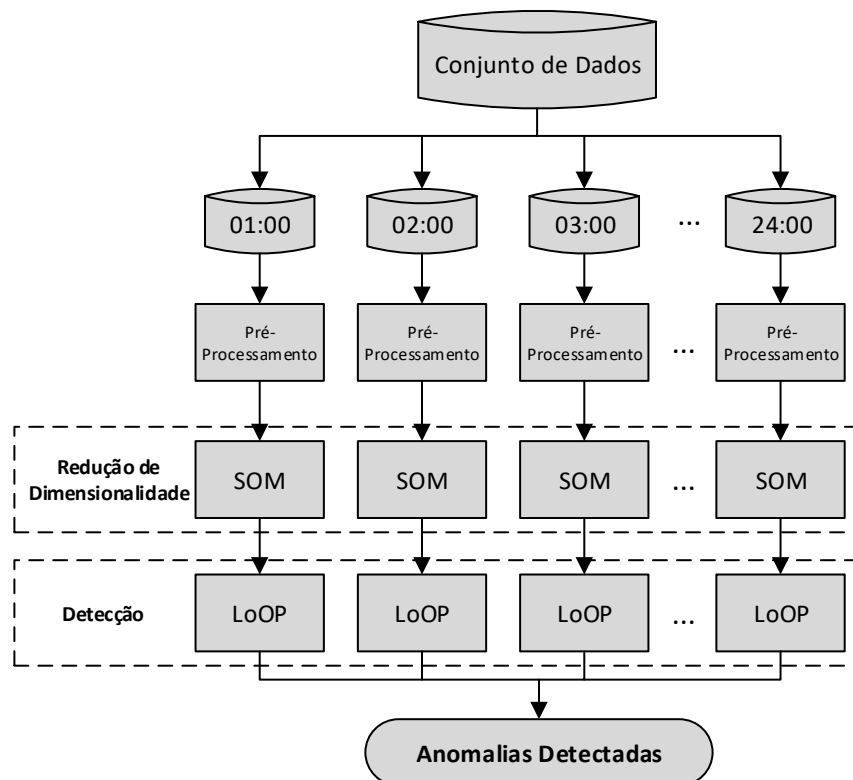 Conjunto de Dados
01:00
02:00
03:00
...
24:00
Pré-
Processamento
Pré-
Processamento
Pré-
Processamento
...
Pré-
Processamento
Redução de
Dimensionalidade
SOM
SOM
SOM
...
SOM
Detecção
LoOP
LoOP
LoOP
...
LoOP
Anomalias Detectadas